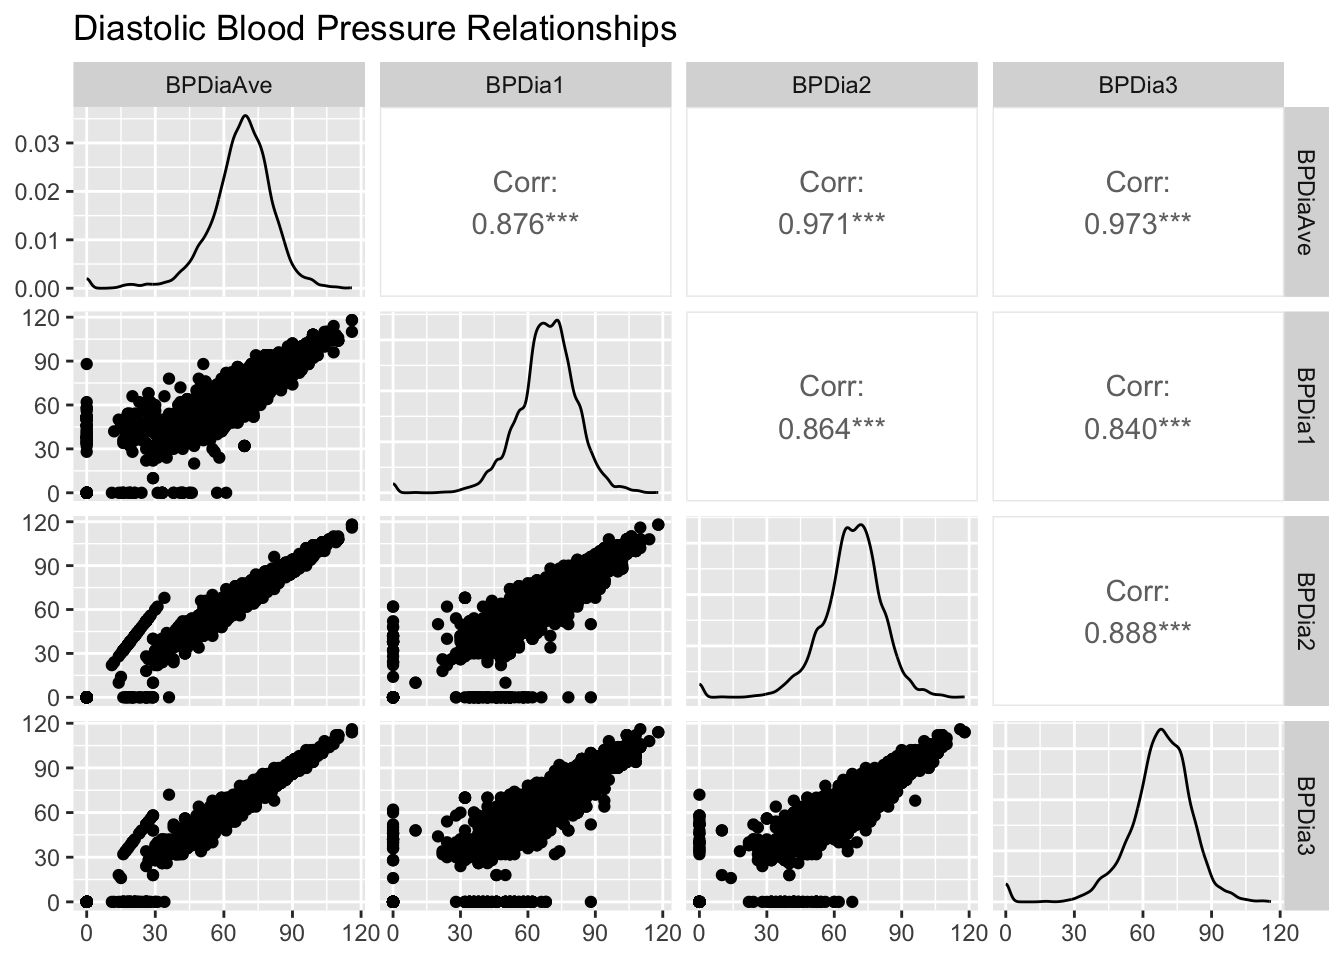 Diastolic Blood Pressure Relationships
BPDiaAve BPDia1 BPDia2 BPDia3
0.03
0.02
0.01
0.00
Corr:
0.876***
Corr:
0.971***
Corr:
0.973***
BPDiaAve
120
90
60
30
0
Corr:
0.864***
Corr:
0.840***
BPDia1
120
90
60
30
0
Corr:
0.888***
BPDia2
120
90
60
30
0
BPDia3
0 30 60 90 120 0 30 60 90 120 0 30 60 90 120 0 30 60 90 120